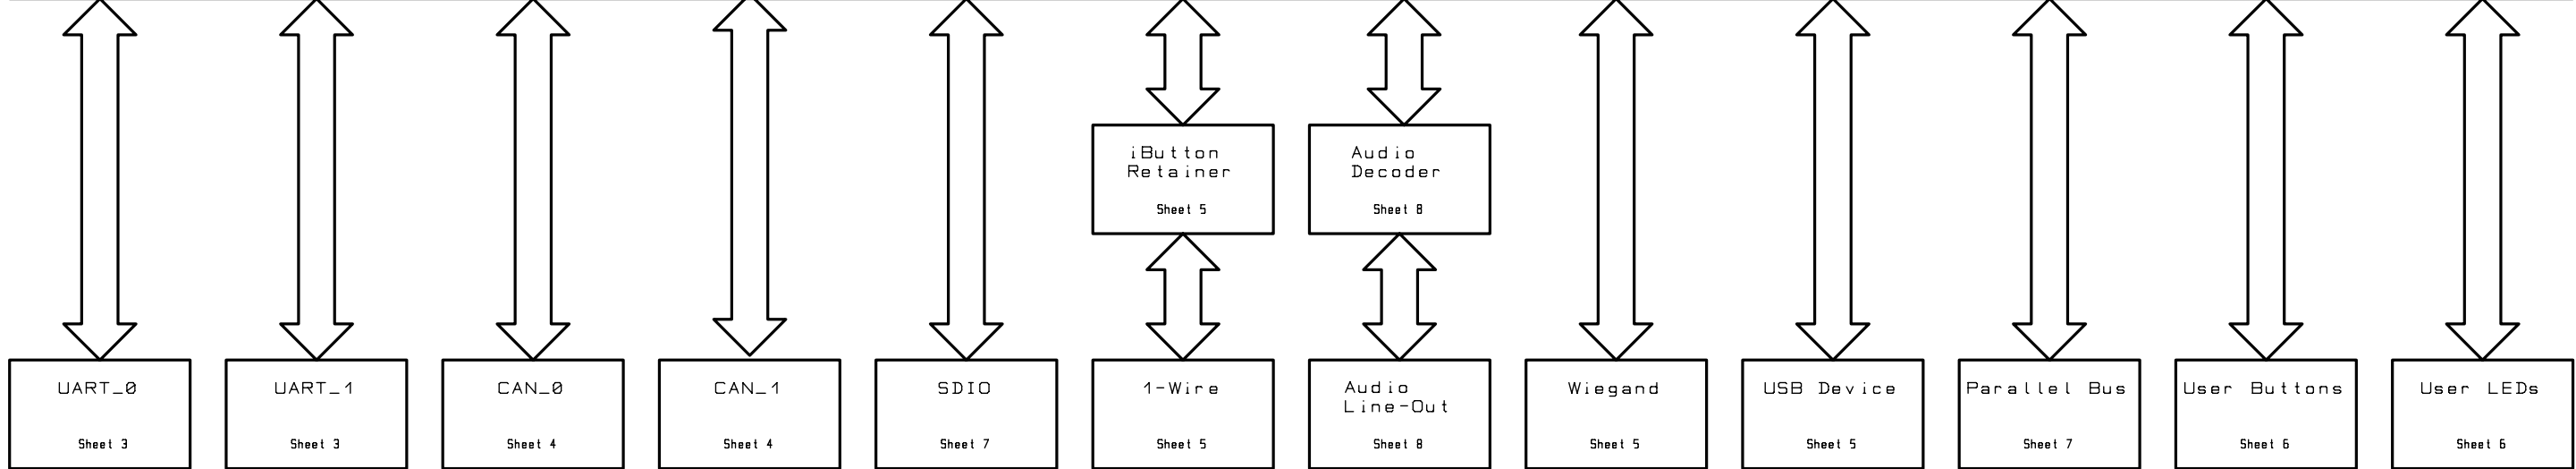 iButton
Retainer
Sheet 5
Audio
Decoder
Sheet 8
UART_0
Sheet 3
UART_1
Sheet 3
CAN_0
Sheet 4
CAN_1
Sheet 4
SDIO
Sheet 7
1-Wire
Sheet 5
Audio
Line-Out
Sheet 8
Wiegand
Sheet 5
USB Device
Sheet 5
Parallel Bus
Sheet 7
User Buttons
Sheet 6
User LEDs
Sheet 6